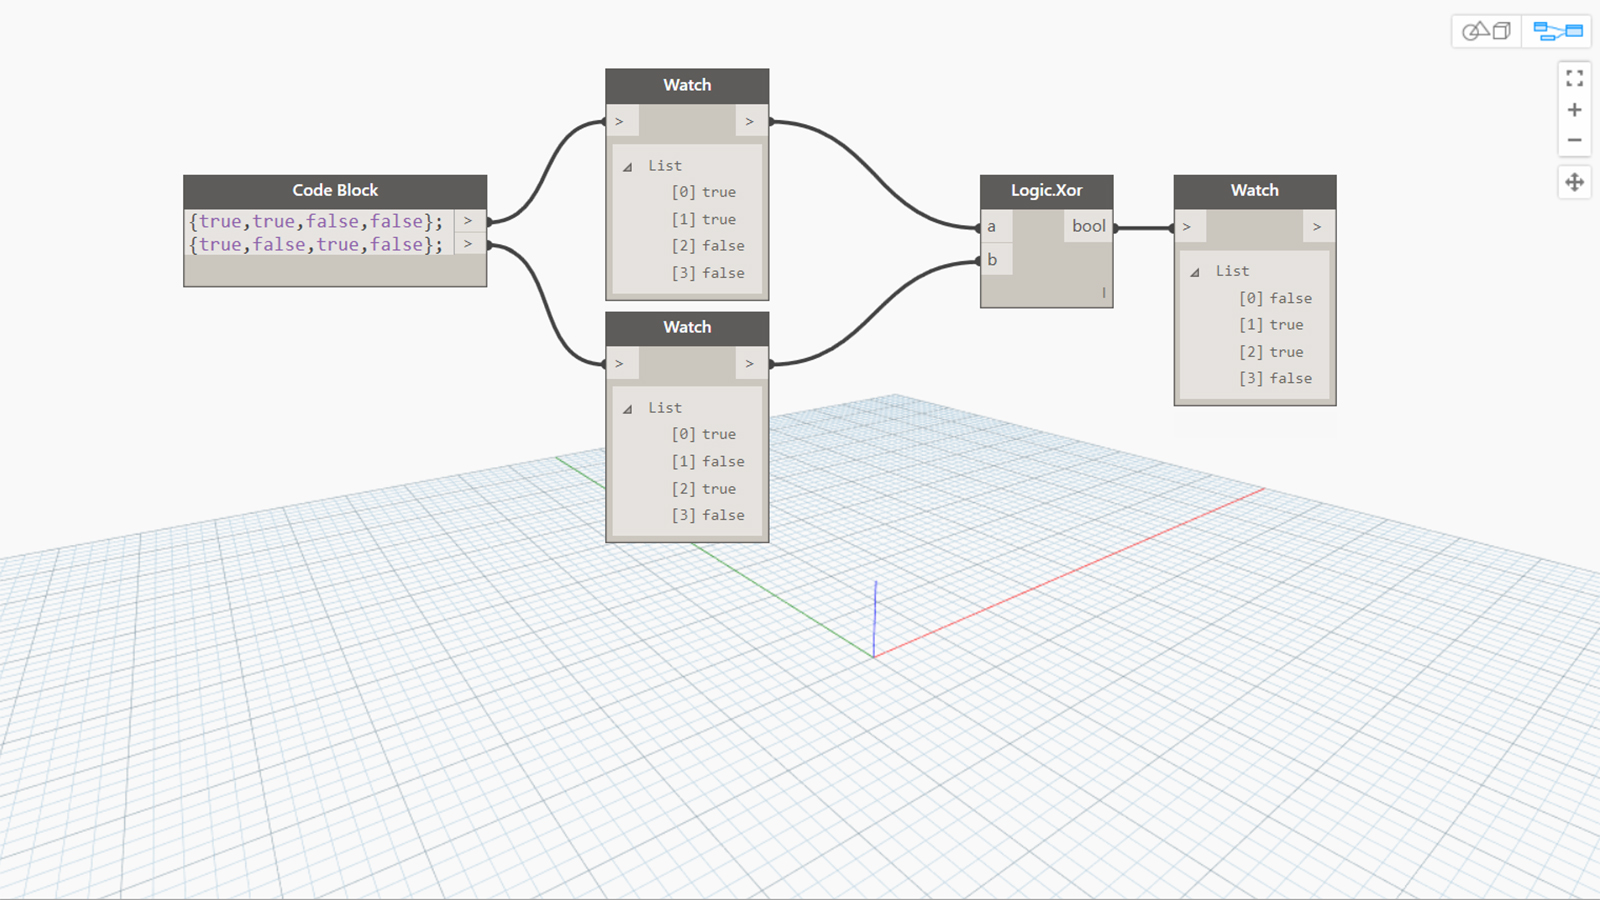 Code Block
{true,true,false,false}; >
{true,false,true,false}; >
Watch
> >
List
[0] true
[1] true
[2] false
[3] false
Watch
> >
List
[0] true
[1] false
[2] true
[3] false
Logic.Xor
a bool
b
|
Watch
> >
List
[0] false
[1] true
[2] true
[3] false